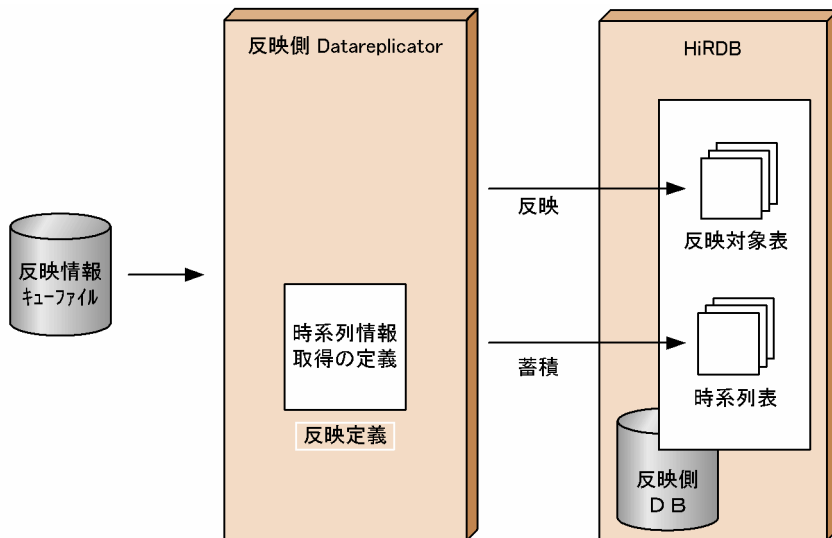 反映側 Datareplicator
HiRDB
反映
反映対象表
反映情報
ｷｭｰﾌｧｲﾙ
時系列情報
取得の定義
蓄積
時系列表
反映定義
反映側
ＤＢ